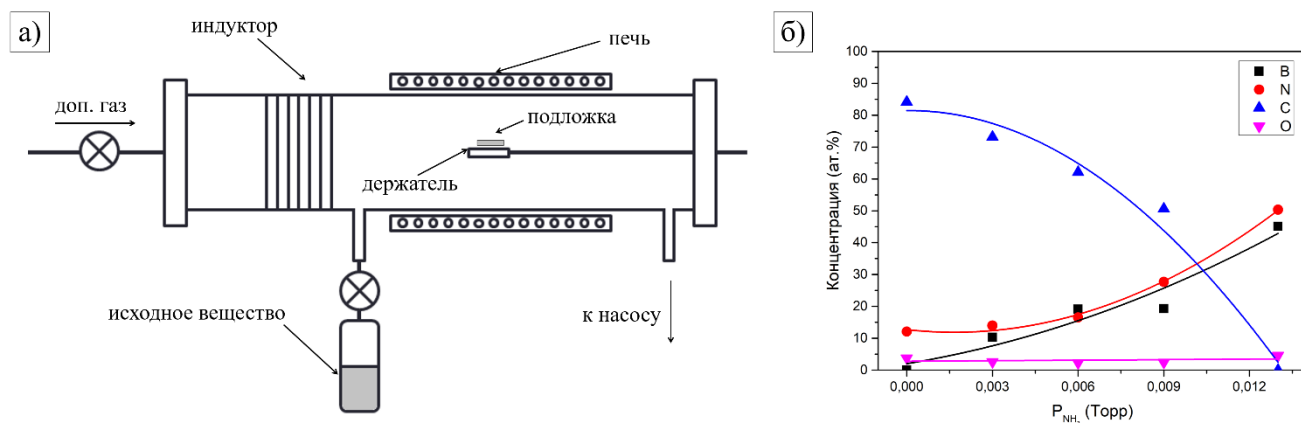 а)
индуктор
печь
доп. газ
подложка
держатель
исходное вещество
к насосу
б)
Концентрация (ат.%)
100
90
80
70
60
50
40
30
20
10
0
B
N
C
O
0,000 0,003 0,006 0,009 0,012
P_NH₃ (Торр)